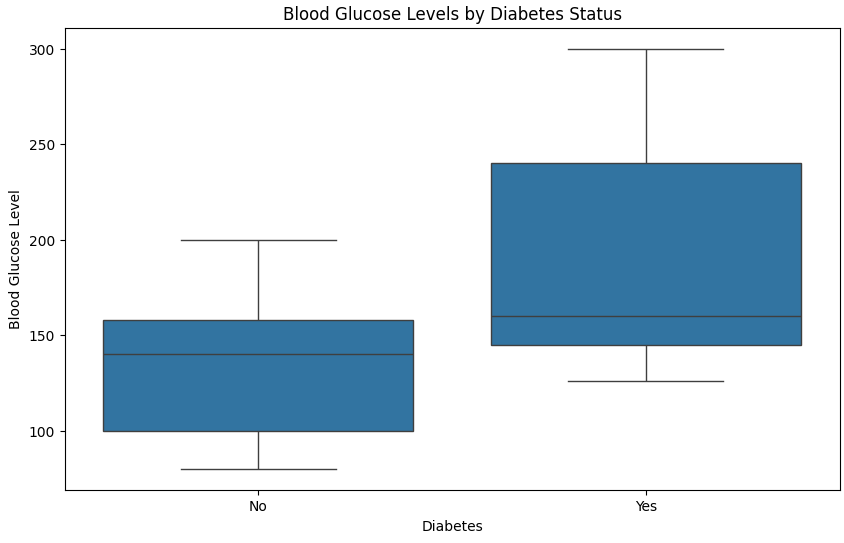 Blood Glucose Levels by Diabetes Status
Blood Glucose Level
300
250
200
150
100
No
Yes
Diabetes